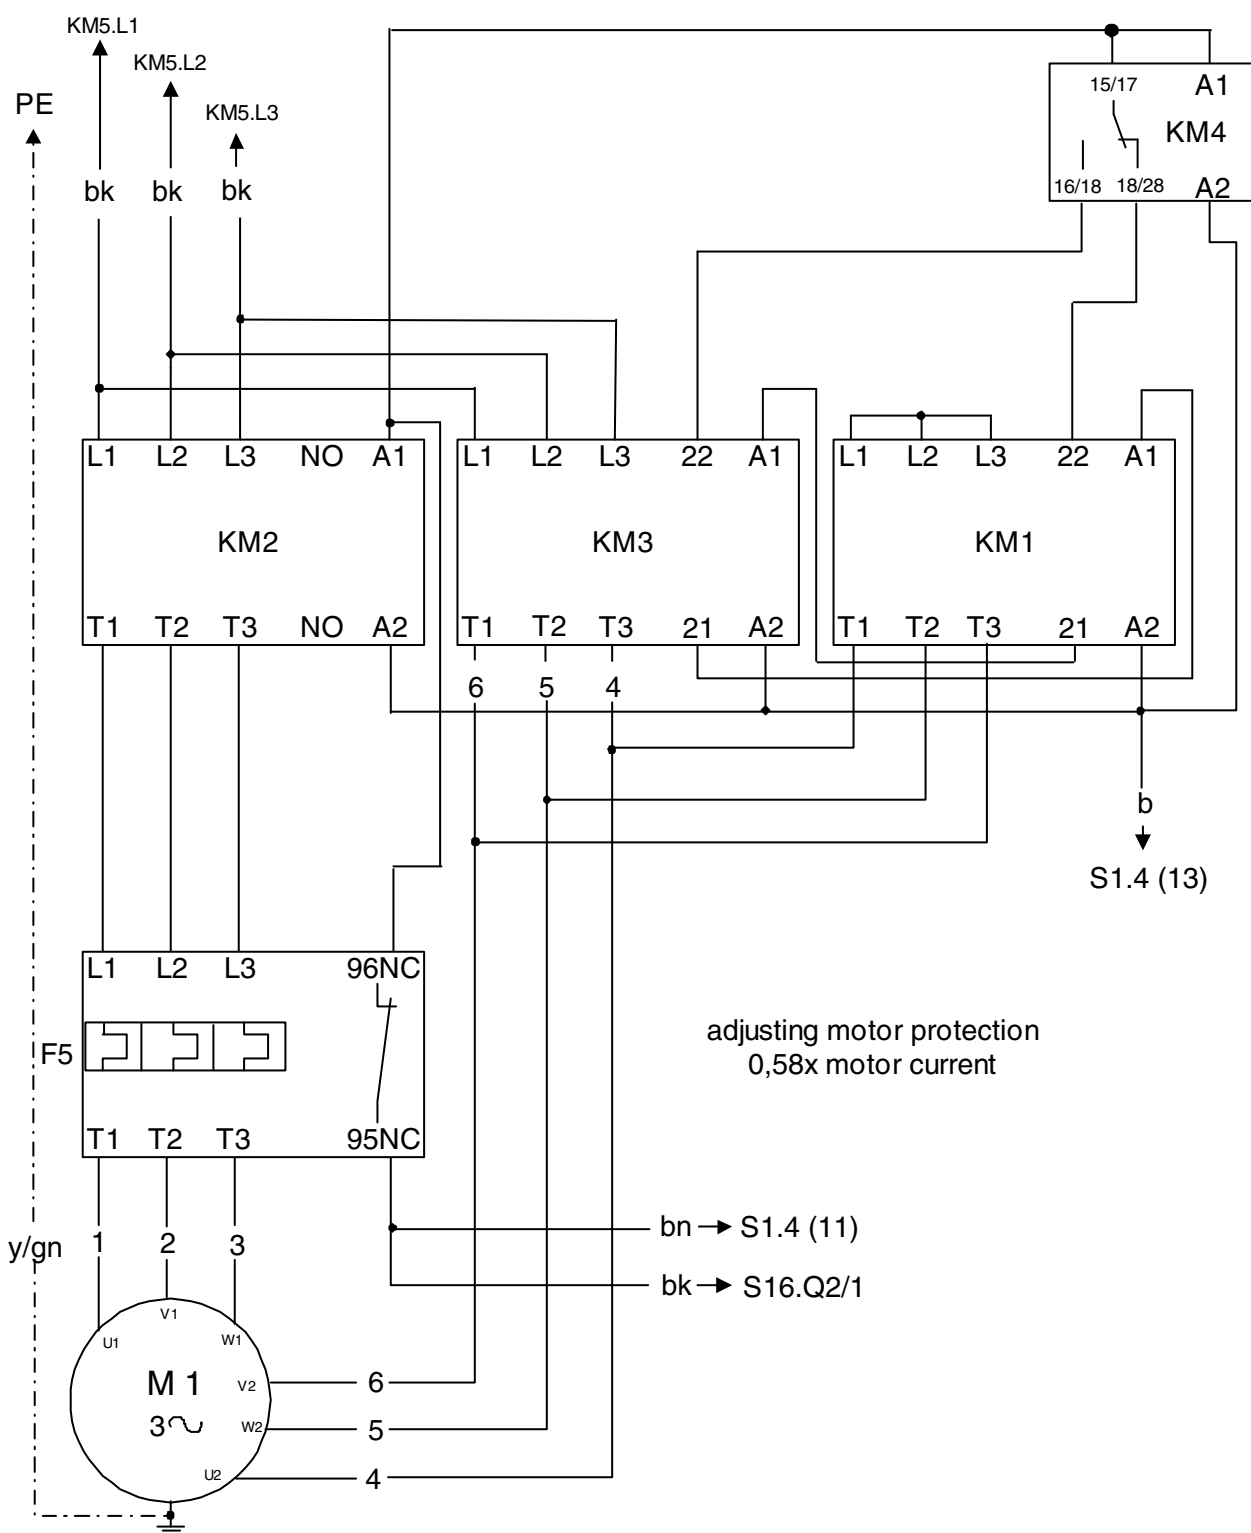 KM5.L1
KM5.L2
PE
KM5.L3
bk bk bk
15/17 A1
KM4
16/18 18/28 A2
L1 L2 L3 NO A1
KM2
T1 T2 T3 NO A2
L1 L2 L3 22 A1
KM3
T1 T2 T3 21 A2
L1 L2 L3 22 A1
KM1
T1 T2 T3 21 A2
6 5 4
b
S1.4 (13)
L1 L2 L3 96NC
F5
T1 T2 T3 95NC
adjusting motor protection
0,58x motor current
bn S1.4 (11)
bk S16.Q2/1
y/gn 1 2 3
U1 V1 W1
M 1
3
V2 6
W2 5
U2 4